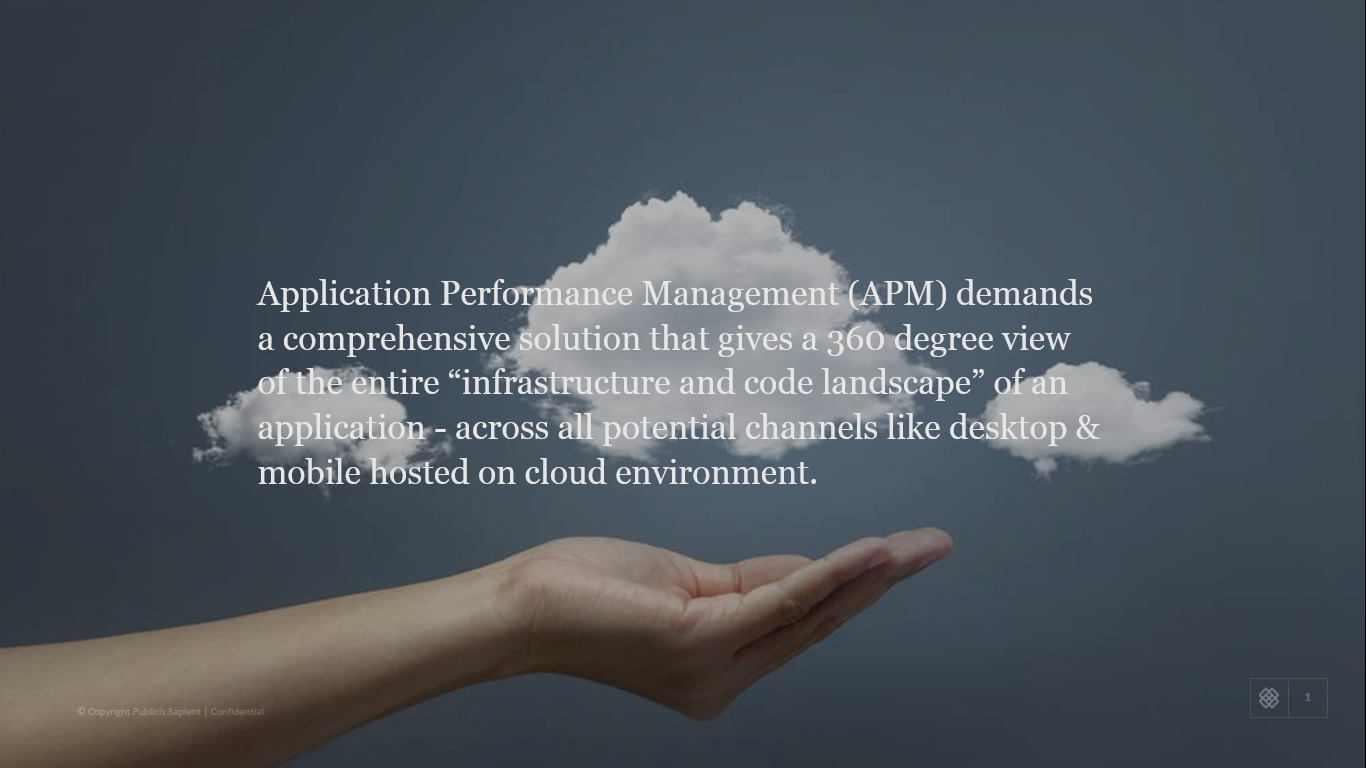 Application Performance Management (APM) demands
a comprehensive solution that gives a 360 degree view
of the entire “infrastructure and code landscape” of an
application - across all potential channels like desktop &
mobile hosted on cloud environment.
© Copyright Publicis.Sapient | Confidential
1